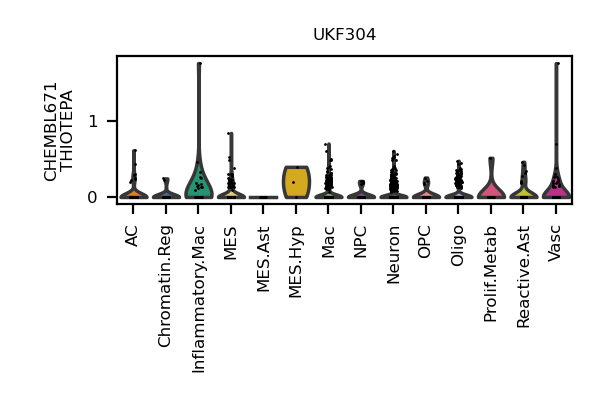 UKF304
CHEMBL671
THIOTEPA
1
0
AC
Chromatin.Reg
Inflammatory.Mac
MES
MES.Ast
MES.Hyp
Mac
NPC
Neuron
OPC
Oligo
Prolif.Metab
Reactive.Ast
Vasc